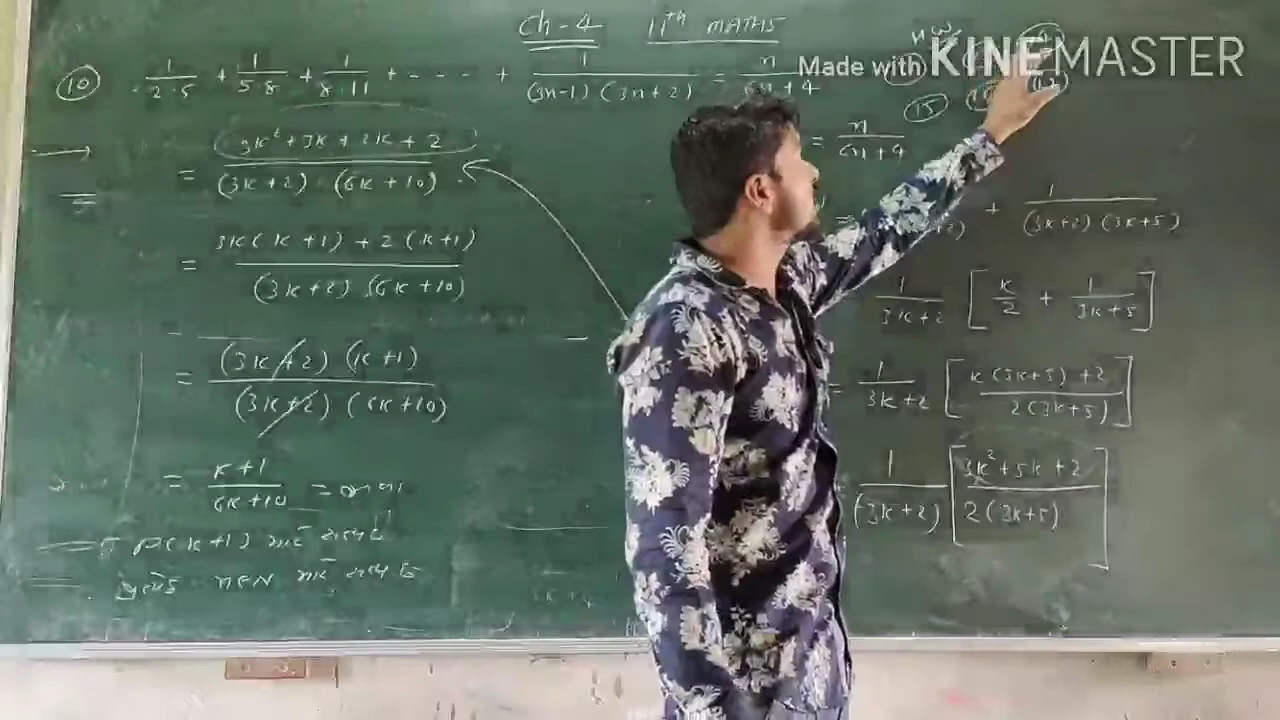 Ch-4 11th MATHS
H W
Made with KINEMASTER
(10) 1/2·5 + 1/5·8 + 1/8·11 + - - - - + 1/(3n-1)(3n+2) = n/6n+4
(15)
= n/6n+4
= 3k²+3k+2k+2/(3k+2)·(6k+10)
= 3k(k+1)+2(k+1)/(3k+2)(6k+10)
= (3k+2)(k+1)/(3k+2)(6k+10)
= k+1/6k+10 =
P(k+1)
n∈N
+ 1/(3k+2)(3k+5)
1/3k+2 [k/2 + 1/3k+5]
= 1/3k+2 [k(3k+5)+2/2(3k+5)]
= 1/(3k+2) [3k²+5k+2/2(3k+5)]